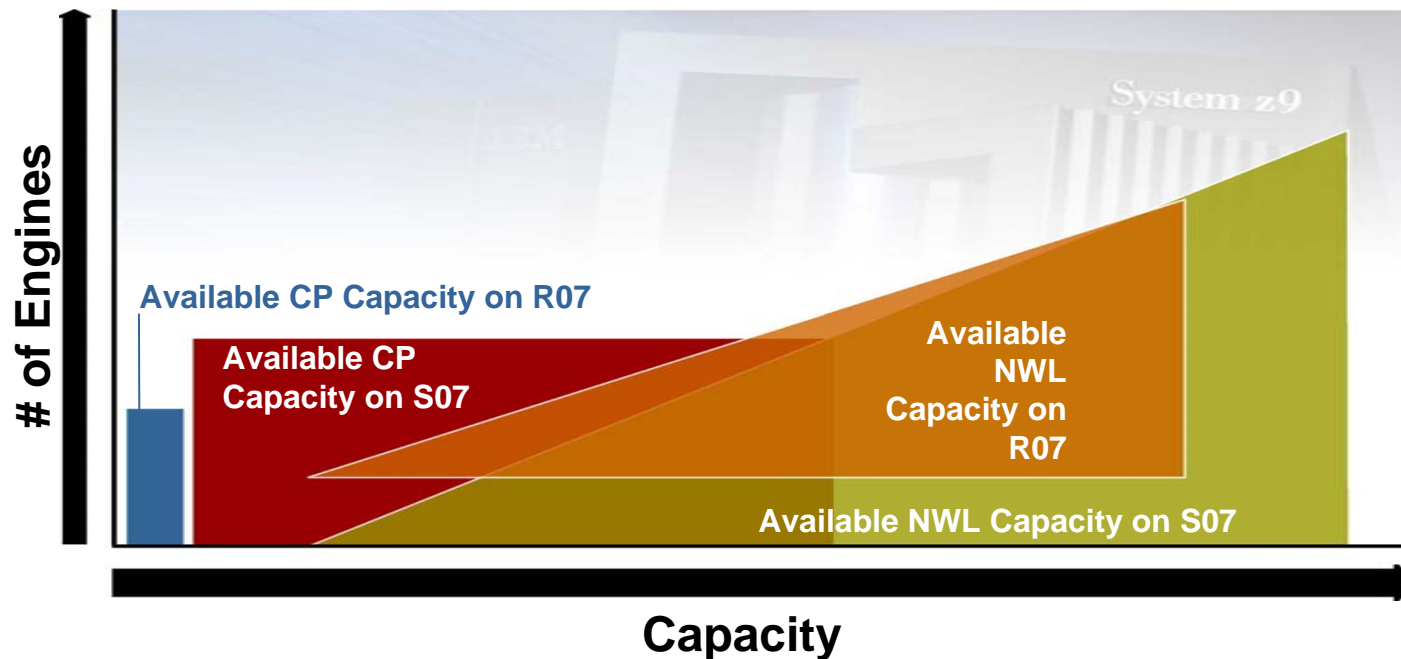 System z9
IBM
# of Engines
Available CP Capacity on R07
Available CP
Capacity on S07
Available
NWL
Capacity on
R07
Available NWL Capacity on S07
Capacity